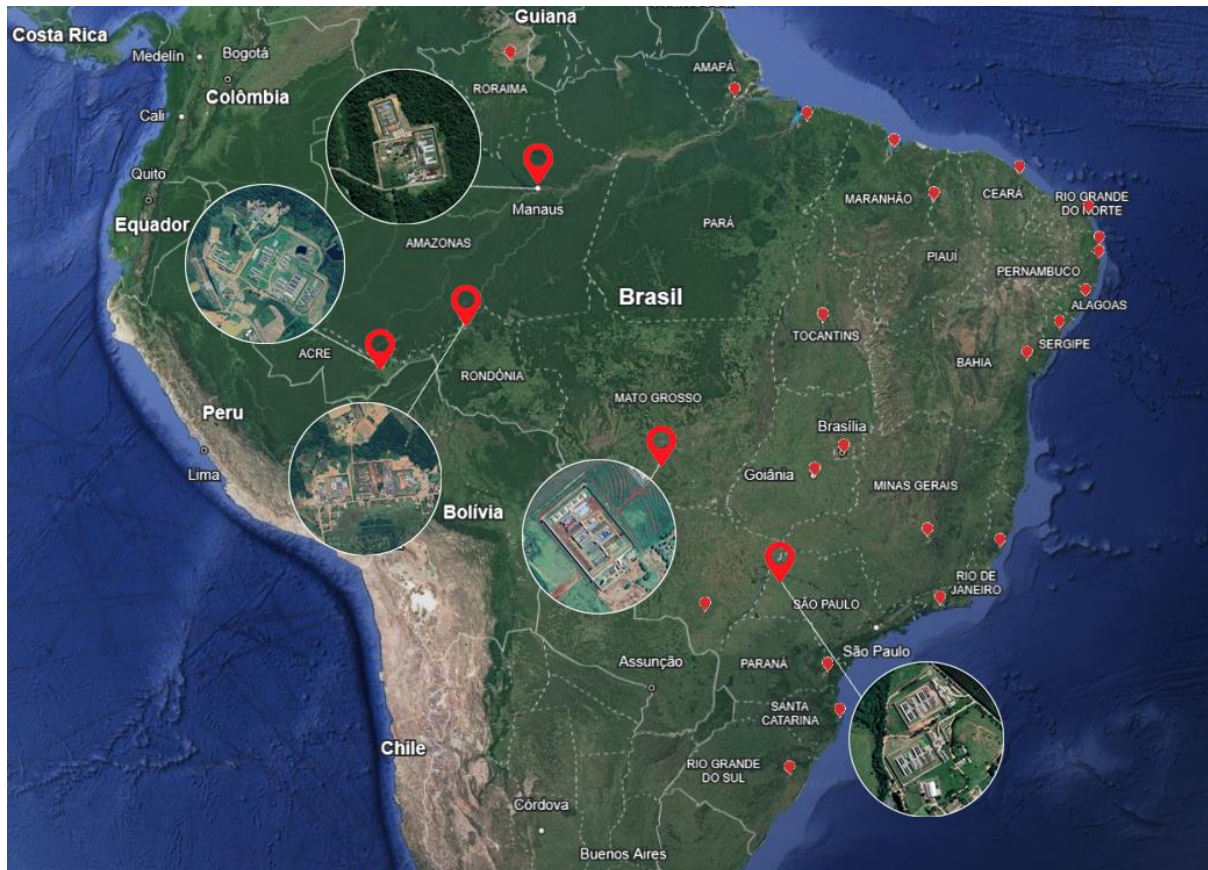 Guiana
Costa Rica
Medellín
Bogotá
AMAPÁ
RORAIMA
Colômbia
Cali
Quito
Manaus
MARANHÃO
CEARÁ
RIO GRANDE
DO NORTE
Equador
PARÁ
AMAZONAS
PIAUÍ
PERNAMBUCO
Brasil
ALAGOAS
TOCANTINS
SERGIPE
ACRE
RONDÔNIA
BAHIA
MATO GROSSO
Peru
Brasília
Lima
Goiânia
MINAS GERAIS
Bolívia
RIO DE
JANEIRO
SÃO PAULO
São Paulo
Assunção
PARANÁ
SANTA
CATARINA
Chile
RIO GRANDE
DO SUL
Córdova
Buenos Aires